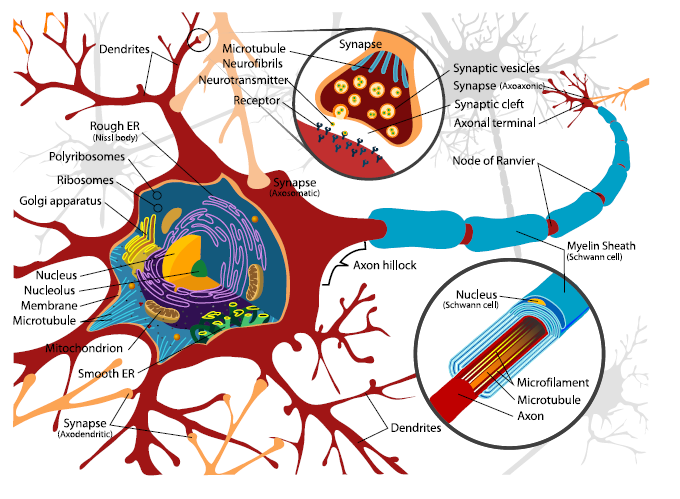 Dendrites
Microtubule
Neurofibrils
Neurotransmitter
Receptor
Synapse
Synaptic vesicles
Synapse (Axoaxonic)
Synaptic cleft
Axonal terminal
Rough ER
(Nissl body)
Polyribosomes
Ribosomes
Golgi apparatus
Synapse
(Axosomatic)
Node of Ranvier
Myelin Sheath
(Schwann cell)
Axon hillock
Nucleus
Nucleolus
Membrane
Microtubule
Mitochondrion
Smooth ER
Nucleus
(Schwann cell)
Microfilament
Microtubule
Axon
Synapse
(Axodendritic)
Dendrites